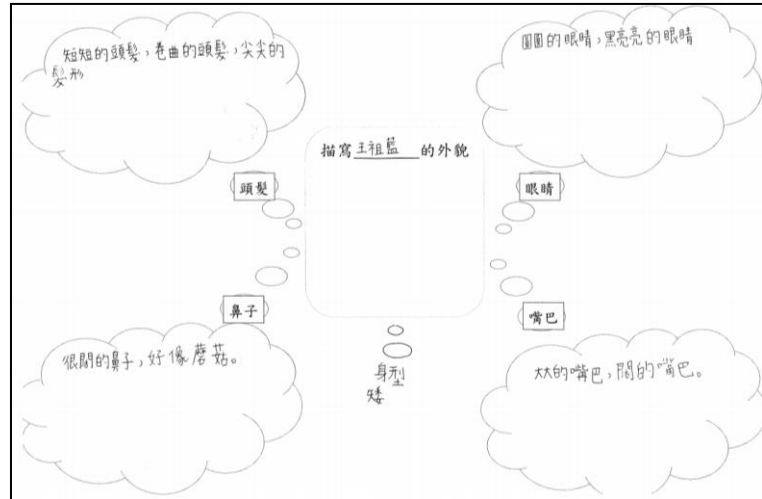 短短的頭髮，卷曲的頭髮，尖尖的
髮形
圓圓的眼睛，黑亮亮的眼睛
描寫王祖藍的外貌
頭髮
眼睛
鼻子
嘴巴
很闊的鼻子，好像蘑菇。
身型
矮
大大的嘴巴，闊的嘴巴。